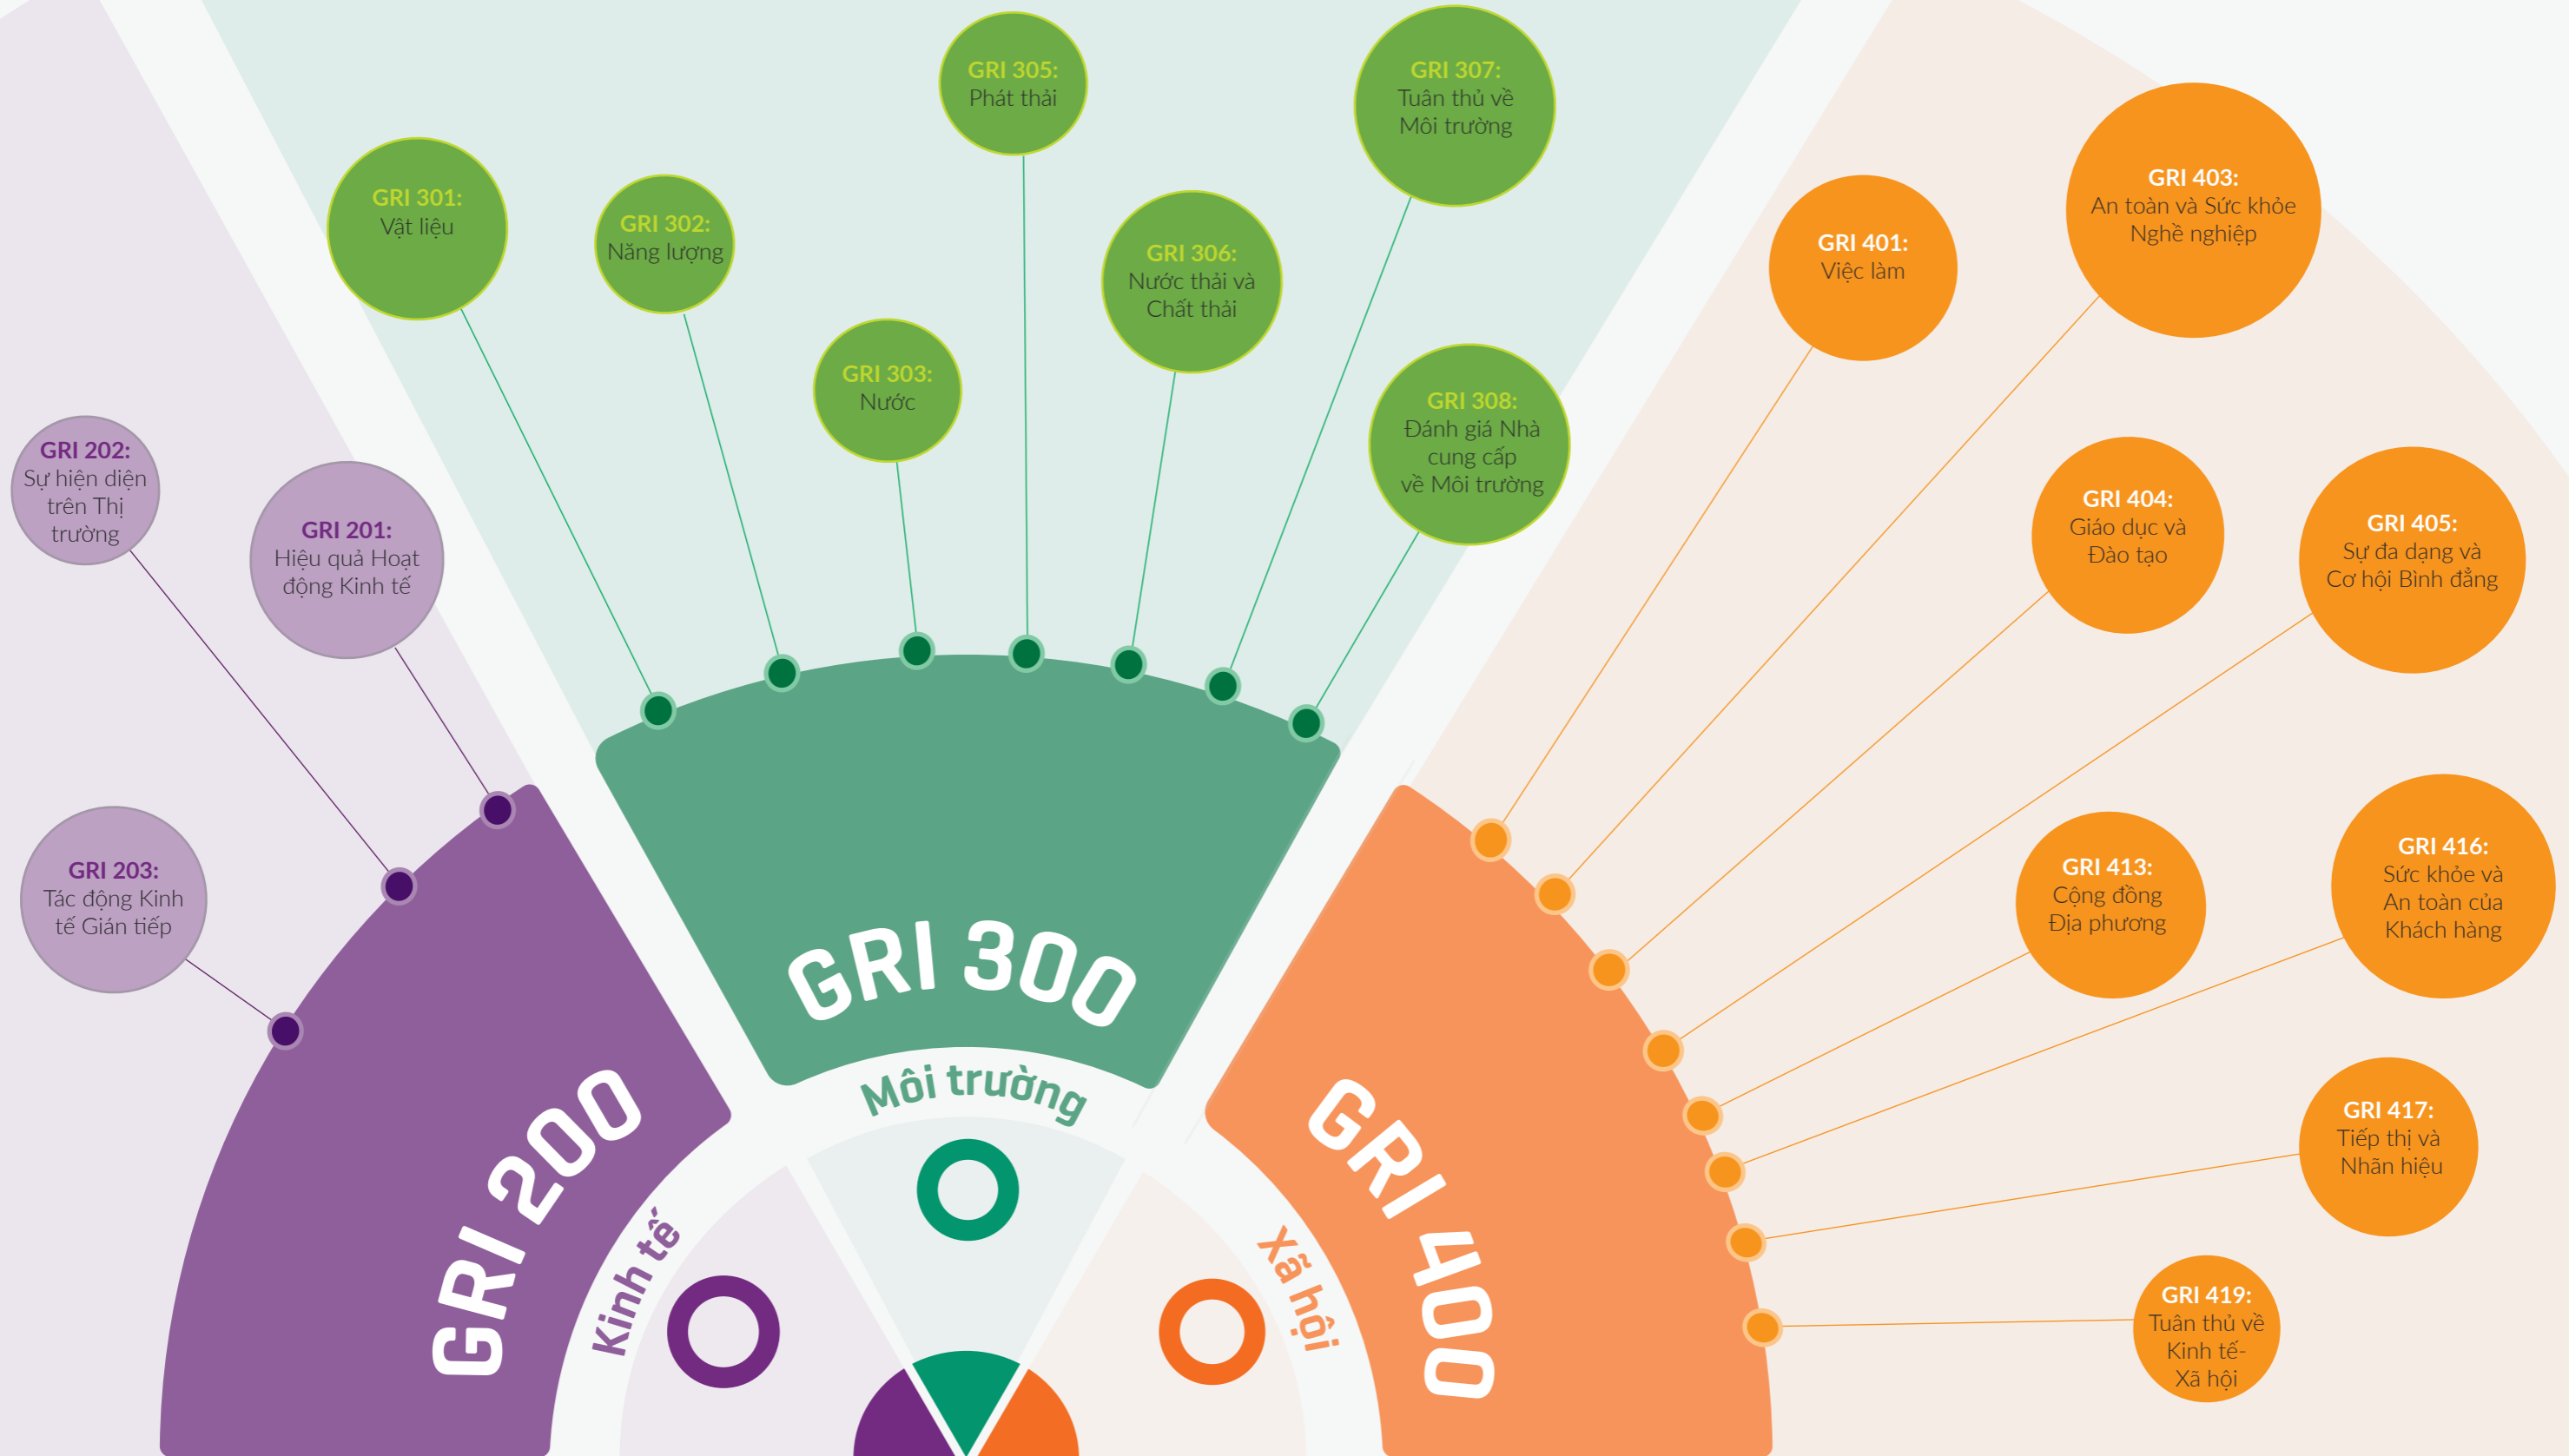 GRI 202:
Sự hiện diện
trên Thị
trường
GRI 201:
Hiệu quả Hoạt
động Kinh tế
GRI 203:
Tác động Kinh
tế Gián tiếp
GRI 200
Kinh tế
GRI 301:
Vật liệu
GRI 302:
Năng lượng
GRI 303:
Nước
GRI 305:
Phát thải
GRI 306:
Nước thải và
Chất thải
GRI 307:
Tuân thủ về
Môi trường
GRI 308:
Đánh giá Nhà
cung cấp
về Môi trường
GRI 300
Môi trường
GRI 401:
Việc làm
GRI 403:
An toàn và Sức khỏe
Nghề nghiệp
GRI 404:
Giáo dục và
Đào tạo
GRI 405:
Sự đa dạng và
Cơ hội Bình đẳng
GRI 413:
Cộng đồng
Địa phương
GRI 416:
Sức khỏe và
An toàn của
Khách hàng
GRI 417:
Tiếp thị và
Nhãn hiệu
GRI 419:
Tuân thủ về
Kinh tế-
Xã hội
GRI 400
Xã hội